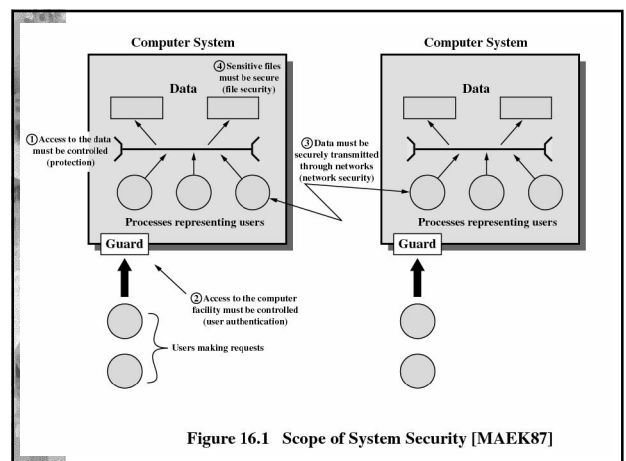 Computer System
Computer System
④ Sensitive files
must be secure
(file security)
Data
Data
① Access to the data
must be controlled
(protection)
③ Data must be
securely transmitted
through networks
(network security)
Processes representing users
Processes representing users
Guard
Guard
② Access to the computer
facility must be controlled
(user authentication)
Users making requests
Figure 16.1 Scope of System Security [MAEK87]